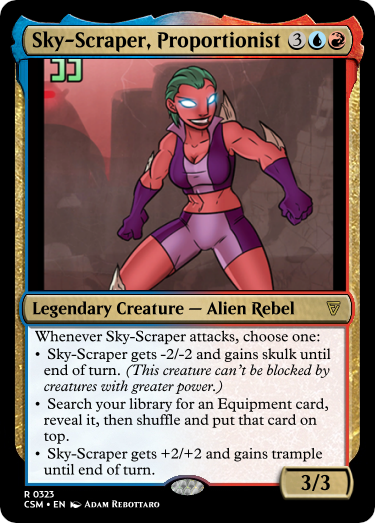 Sky-Scraper, Proportionist 3
Legendary Creature — Alien Rebel
Whenever Sky-Scraper attacks, choose one:
• Sky-Scraper gets -2/-2 and gains skulk until
end of turn. (This creature can't be blocked by
creatures with greater power.)
• Search your library for an Equipment card,
reveal it, then shuffle and put that card on
top.
• Sky-Scraper gets +2/+2 and gains trample
until end of turn.
3/3
R 0323
CSM • EN Adam Rebottaro